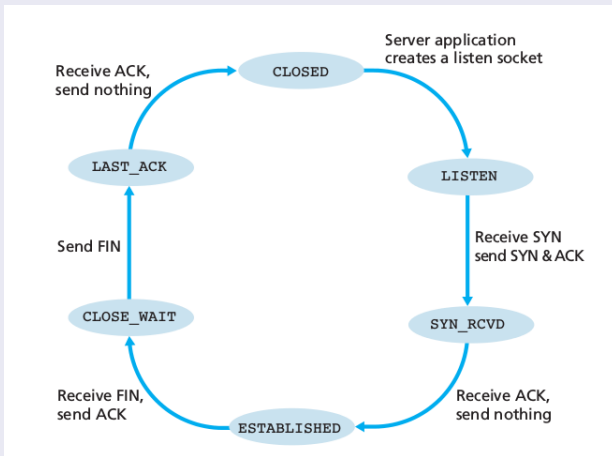 Server application
creates a listen socket
Receive ACK,
send nothing
CLOSED
LAST_ACK
LISTEN
Send FIN
Receive SYN
send SYN & ACK
CLOSE_WAIT
SYN_RCVD
Receive FIN,
send ACK
Receive ACK,
send nothing
ESTABLISHED